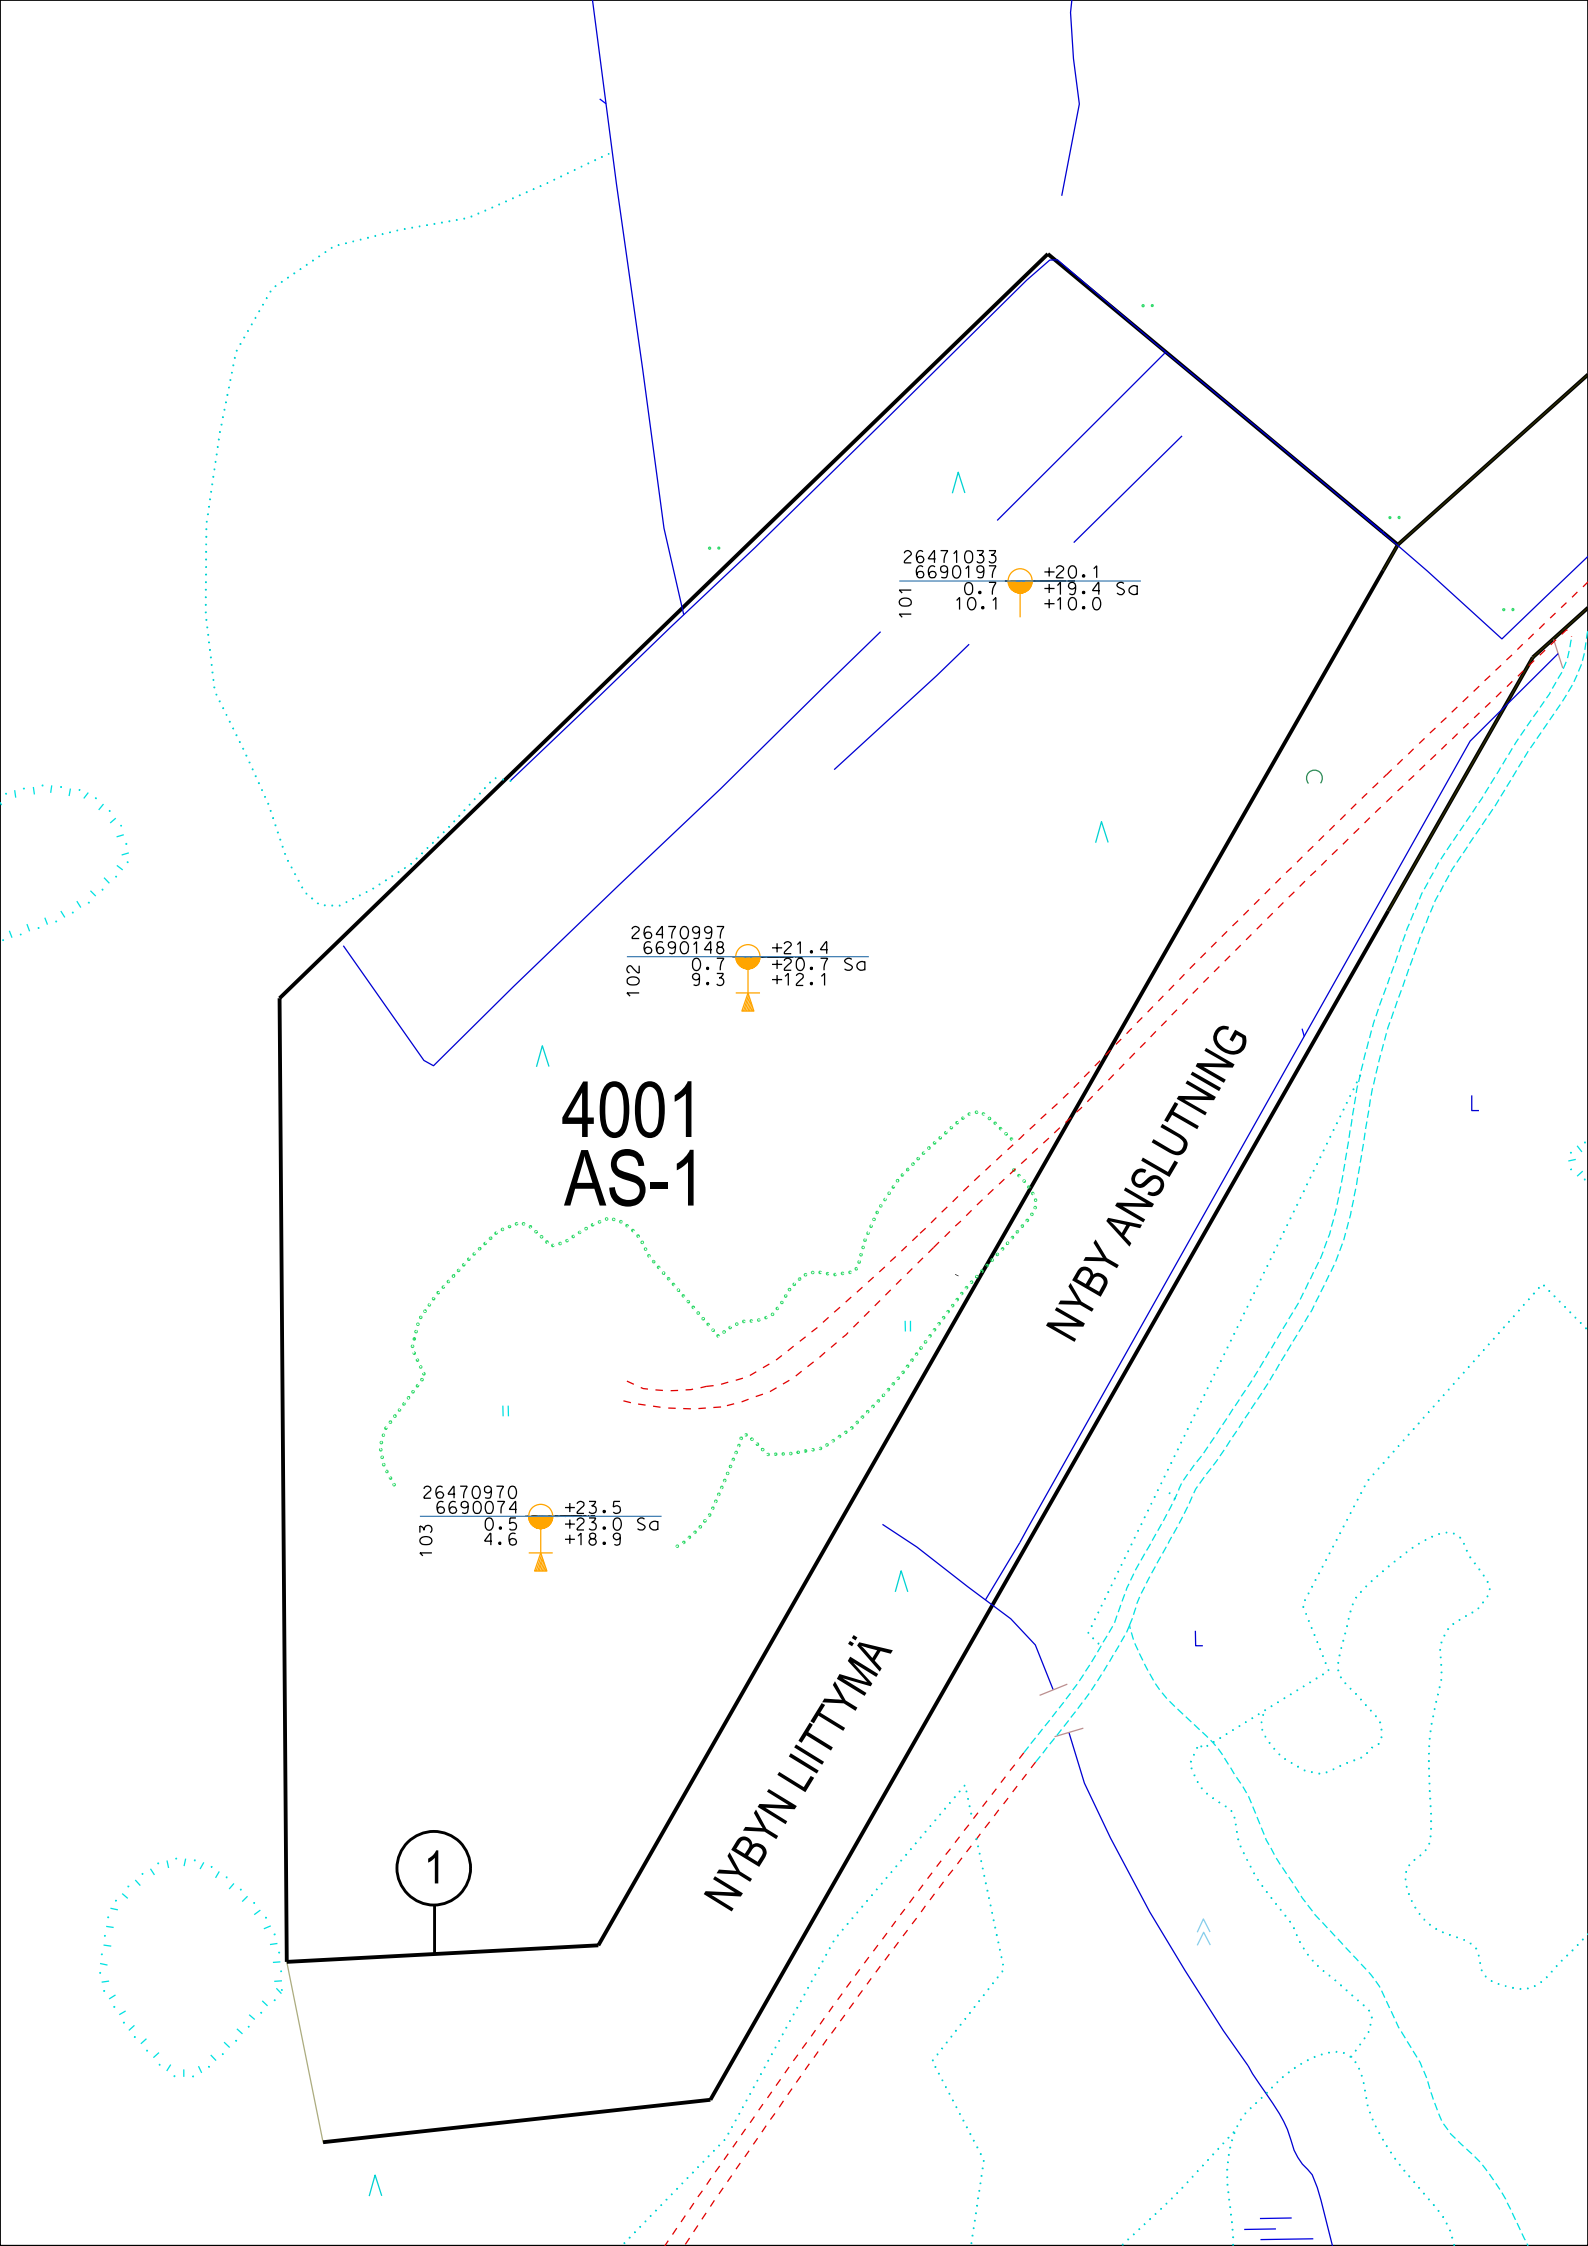 26471033
6690197 +20.1
0.7 +19.4 Sa
10.1 +10.0
101
26470997
6690148 +21.4
0.7 +20.7 Sa
9.3 +12.1
102
4001
AS-1
NYBY ANSLUTNING
L
26470970
6690074 +23.5
0.5 +23.0 Sa
4.6 +18.9
103
L
NYBYN LIITTYMÄ
1